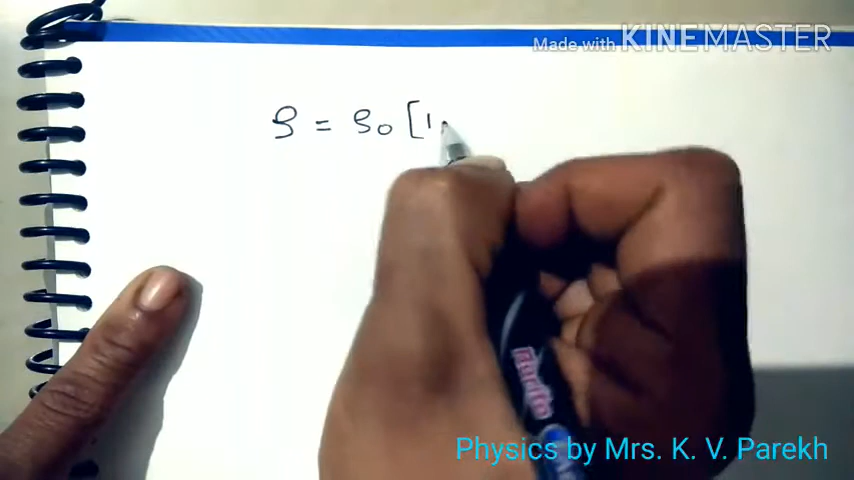 Made with KINEMASTER
ρ = ρ₀ [1
Physics by Mrs. K. V. Parekh